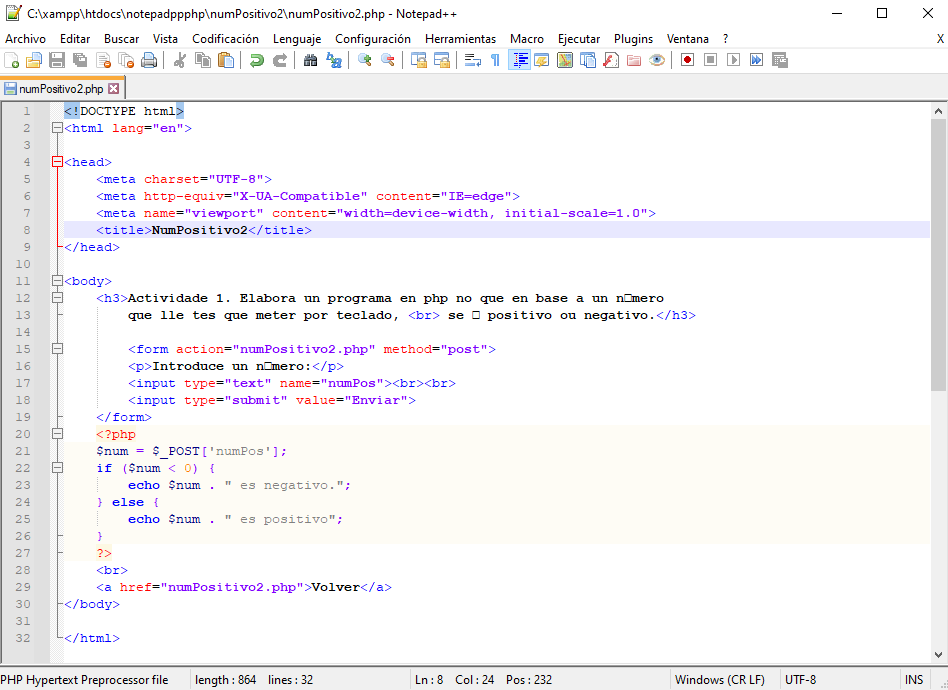 C:\xampp\htdocs\notepadppphp\numPositivo2\numPositivo2.php - Notepad++
Archivo Editar Buscar Vista Codificación Lenguaje Configuración Herramientas Macro Ejecutar Plugins Ventana ? X
numPositivo2.php
1 <!DOCTYPE html>
2 <html lang="en">
3
4 <head>
5 <meta charset="UTF-8">
6 <meta http-equiv="X-UA-Compatible" content="IE=edge">
7 <meta name="viewport" content="width=device-width, initial-scale=1.0">
8 <title>NumPositivo2</title>
9 </head>
10
11 <body>
12 <h3>Actividade 1. Elabora un programa en php no que en base a un n□mero
13 que lle tes que meter por teclado, <br> se □ positivo ou negativo.</h3>
14
15 <form action="numPositivo2.php" method="post">
16 <p>Introduce un n□mero:</p>
17 <input type="text" name="numPos"><br><br>
18 <input type="submit" value="Enviar">
19 </form>
20 <?php
21 $num = $_POST['numPos'];
22 if ($num < 0) {
23 echo $num . " es negativo.";
24 } else {
25 echo $num . " es positivo";
26 }
27 ?>
28 <br>
29 <a href="numPositivo2.php">Volver</a>
30 </body>
31
32 </html>
PHP Hypertext Preprocessor file length : 864 lines : 32 Ln : 8 Col : 24 Pos : 232 Windows (CR LF) UTF-8 INS